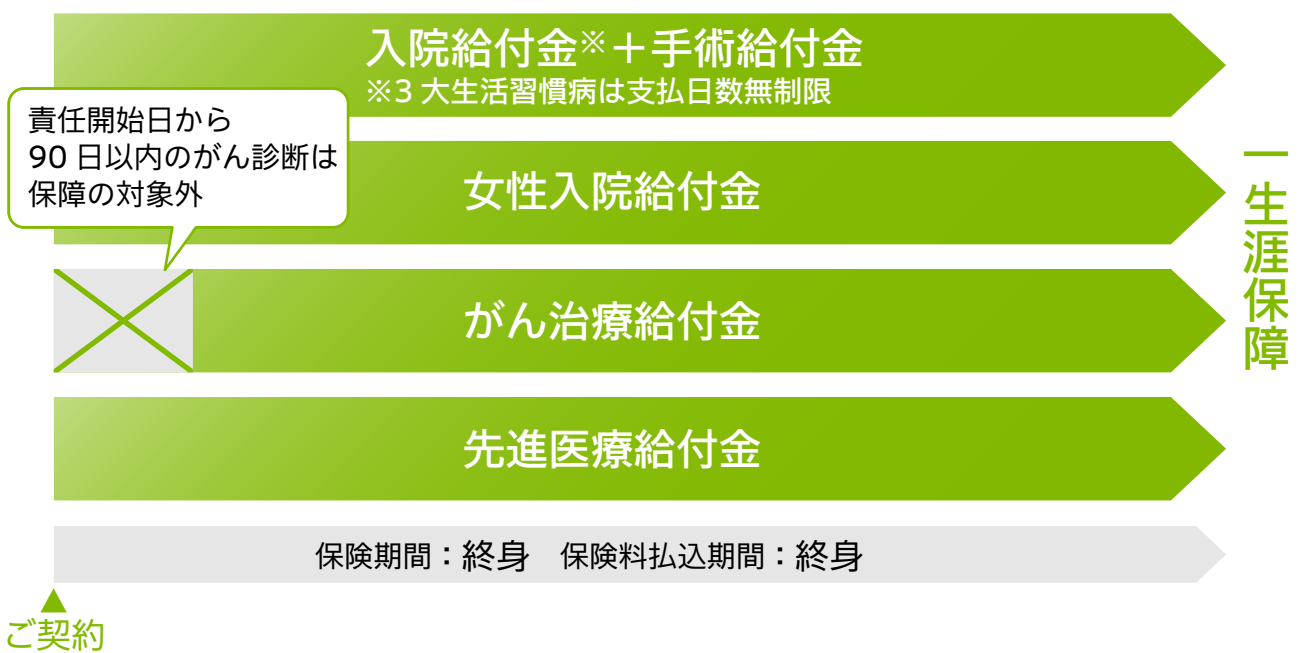 入院給付金※＋手術給付金
※3大生活習慣病は支払日数無制限
責任開始日から
90日以内のがん診断は
保障の対象外
女性入院給付金
がん治療給付金
先進医療給付金
一生涯保障
保険期間：終身　保険料払込期間：終身
▲
ご契約